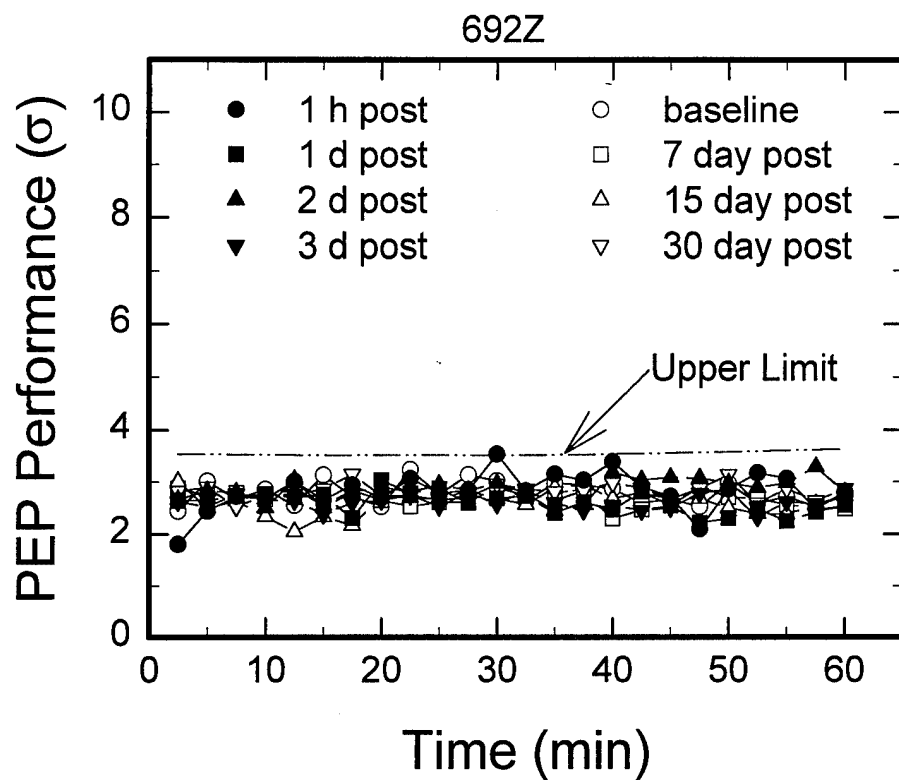 692Z
PEP Performance (σ)
10
8
6
4
2
0
1 h post
1 d post
2 d post
3 d post
baseline
7 day post
15 day post
30 day post
Upper Limit
0 10 20 30 40 50 60
Time (min)